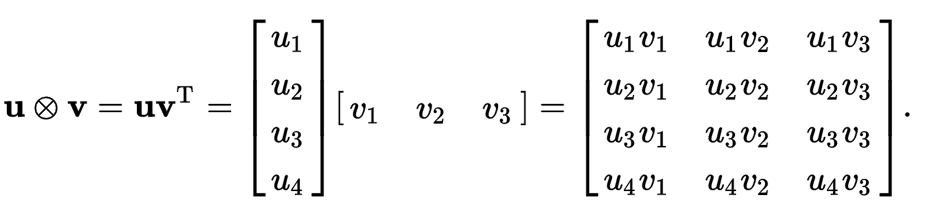 u ⊗ v = uvᵀ = [u₁ u₂ u₃ u₄] [v₁ v₂ v₃] = [u₁v₁ u₁v₂ u₁v₃
u₂v₁ u₂v₂ u₂v₃
u₃v₁ u₃v₂ u₃v₃
u₄v₁ u₄v₂ u₄v₃].